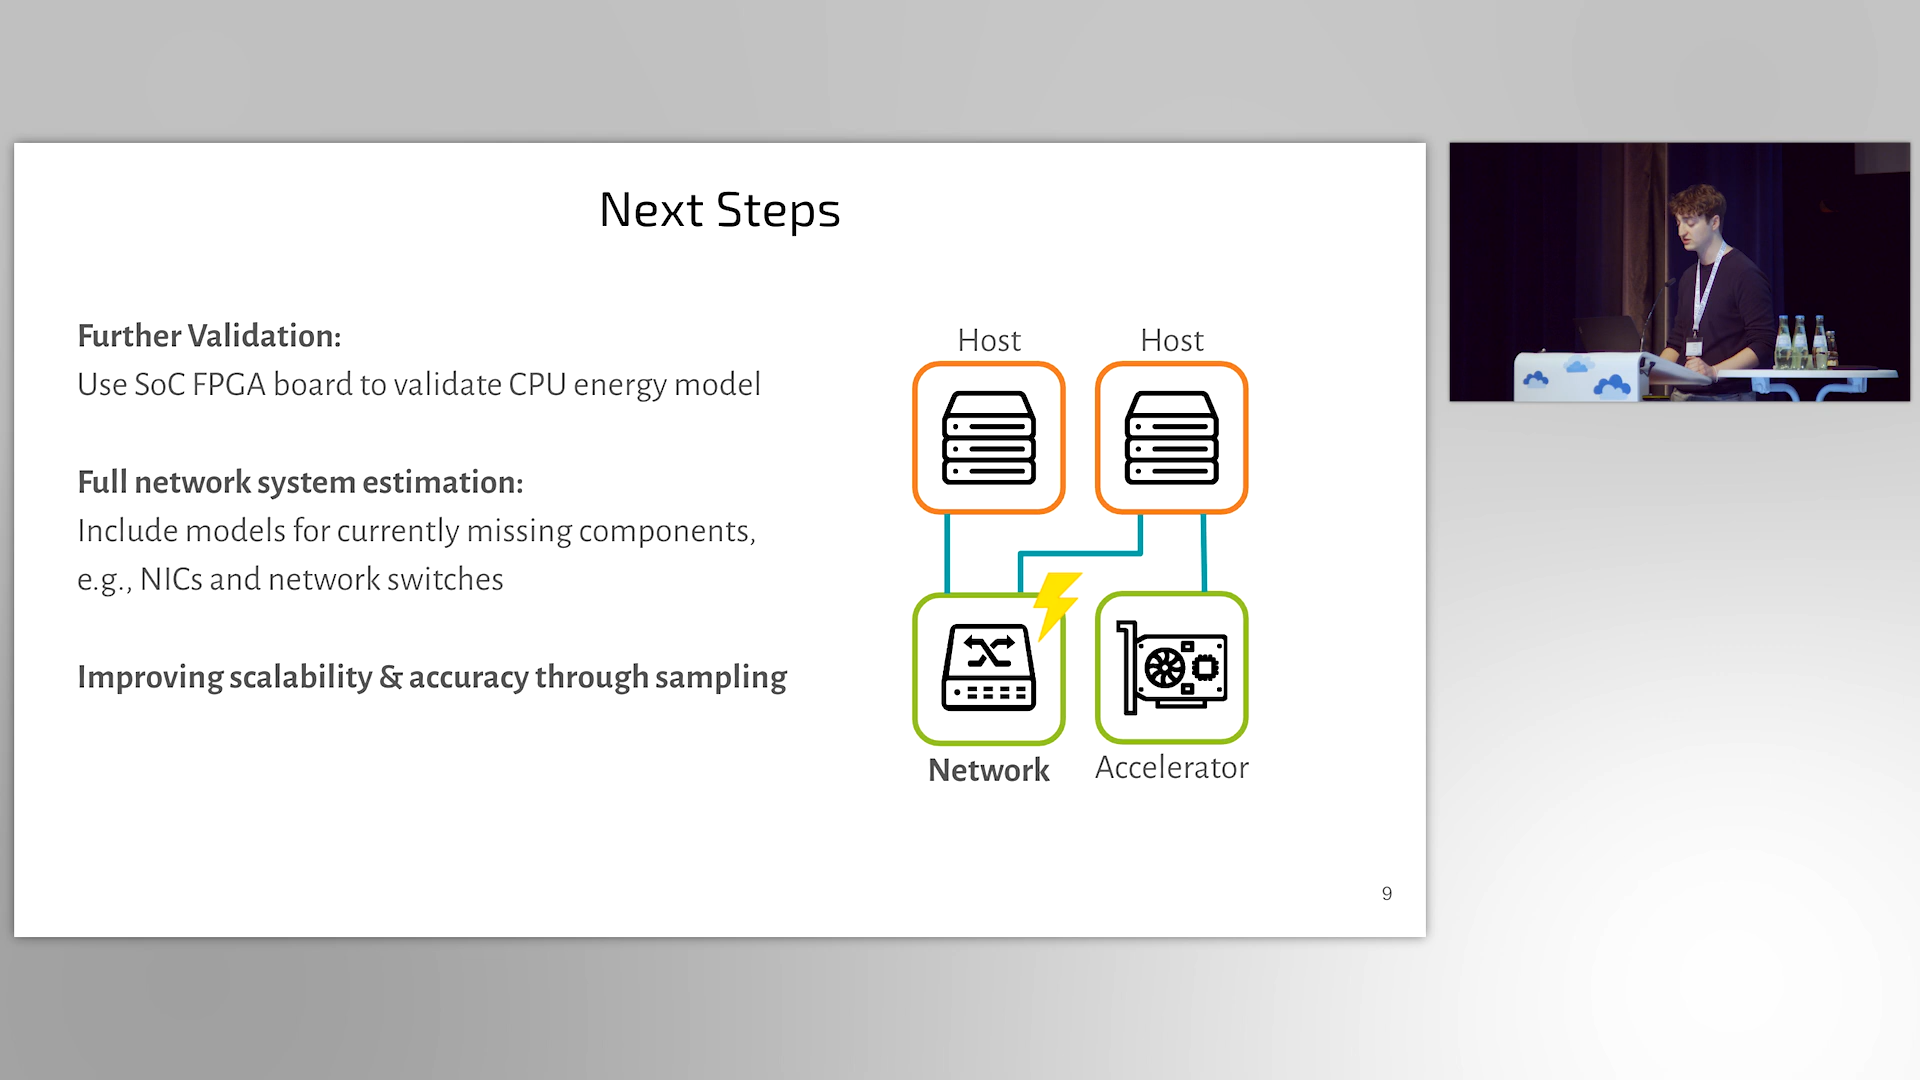 Next Steps
Further Validation:
Use SoC FPGA board to validate CPU energy model
Full network system estimation:
Include models for currently missing components,
e.g., NICs and network switches
Improving scalability & accuracy through sampling
Host
Host
Network
Accelerator
9